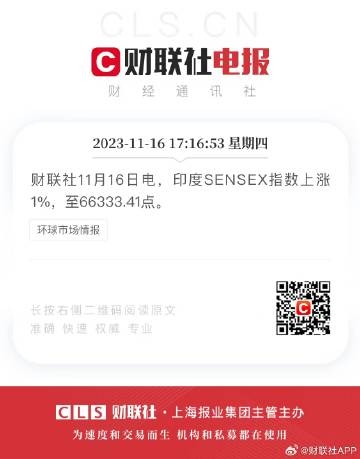 CLS.CN
C 财联社电报
财经通讯社
2023-11-16 17:16:53 星期四
财联社11月16日电，印度SENSEX指数上涨
1%，至66333.41点。
环球市场情报
长按右侧二维码阅读原文
准确 快速 权威 专业
C
CLS 财联社·上海报业集团主管主办
为速度和交易而生 机构和私募都在使用
@财联社APP